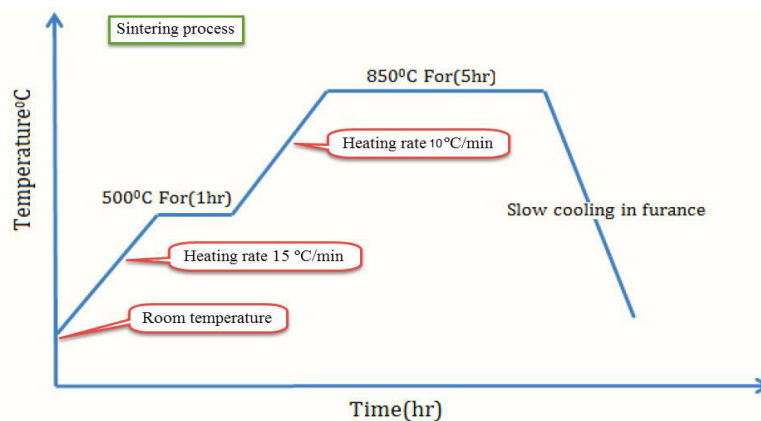 Sintering process
850⁰C For(5hr)
Heating rate 10 ºC/min
500⁰C For(1hr)
Slow cooling in furance
Heating rate 15 ºC/min
Room temperature
Temperature⁰C
Time(hr)